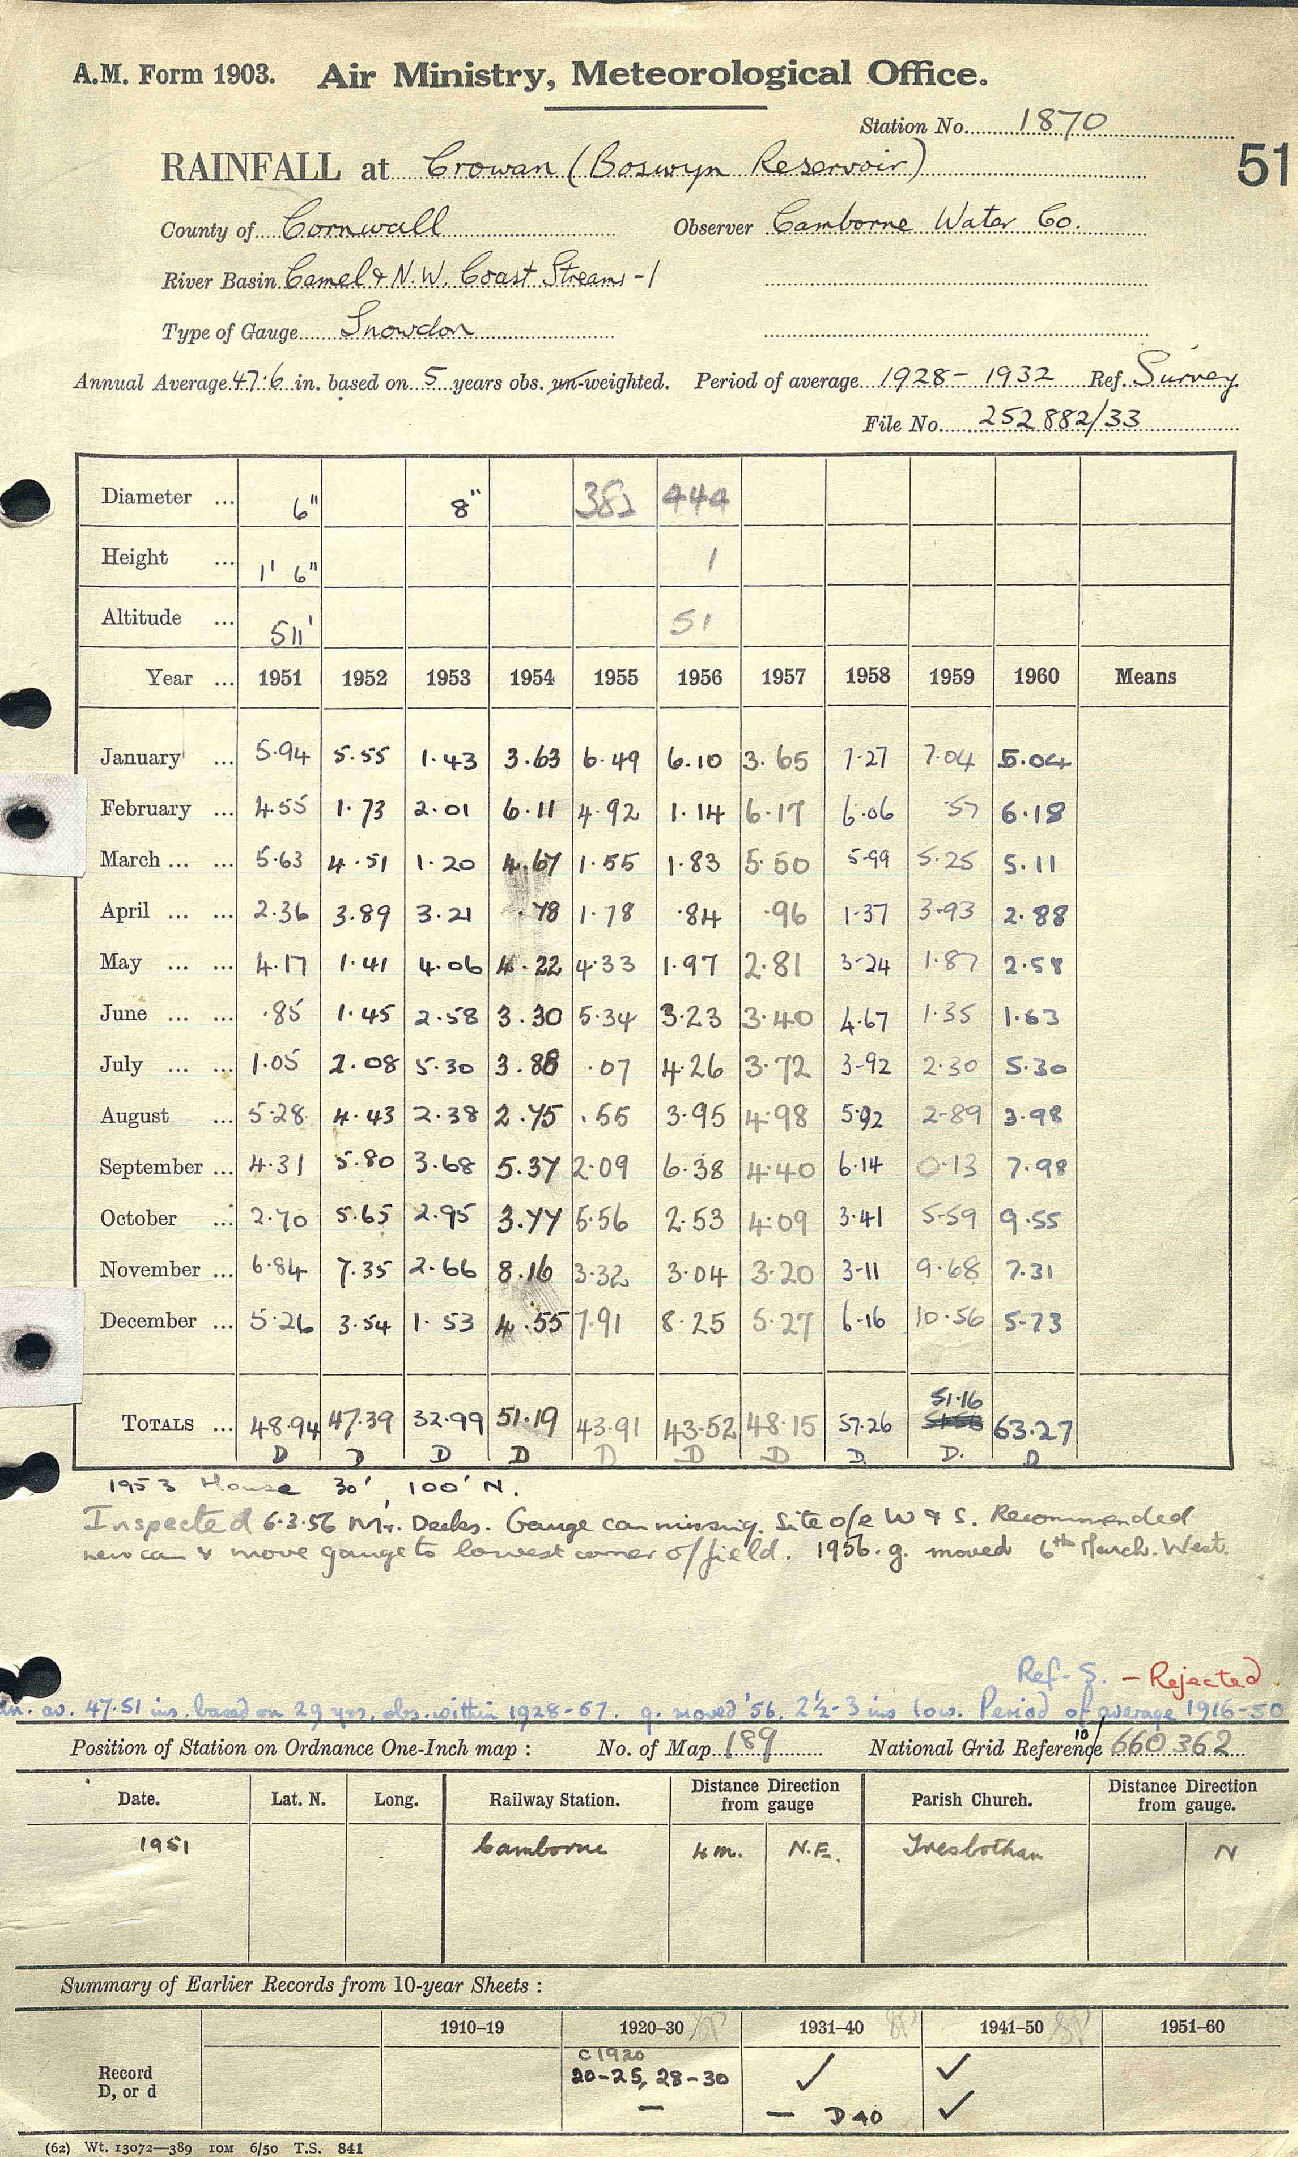 A.M. Form 1903. Air Ministry, Meteorological Office.
Station No. 1870
RAINFALL at Crowan (Boswyn Reservoir)
51
County of Cornwall Observer Camborne Water Co.
River Basin Camel & N.W. Coast Streams -1
Type of Gauge Snowdon
Annual Average 47.6 in. based on 5 years obs. un-weighted. Period of average 1928 - 1932 Ref. Survey
File No. 252882/33
Diameter ... 6" 8" 382 444
Height ... 1' 6" 1
Altitude ... 511' 51
Year ... 1951 1952 1953 1954 1955 1956 1957 1958 1959 1960 Means
January ... 5.94 5.55 1.43 3.63 6.49 6.10 3.65 7.27 7.04 5.04
February ... 4.55 1.73 2.01 6.11 4.92 1.14 6.17 6.06 .57 6.18
March ... ... 5.63 4.51 1.20 4.67 1.55 1.83 5.50 5.99 5.25 5.11
April ... ... 2.36 3.89 3.21 .78 1.78 .84 .96 1.37 3.93 2.88
May ... ... 4.17 1.41 4.06 4.22 4.33 1.97 2.81 3.24 1.87 2.58
June ... ... .85 1.45 2.58 3.30 5.34 3.23 3.40 4.67 1.35 1.63
July ... ... 1.05 2.08 5.30 3.88 .07 4.26 3.72 3.92 2.30 5.30
August ... 5.28 4.43 2.38 2.75 .55 3.95 4.98 5.92 2.89 3.98
September ... 4.31 5.80 3.68 5.37 2.09 6.38 4.40 6.14 0.13 7.98
October ... 2.70 5.65 2.95 3.77 5.56 2.53 4.09 3.41 5.59 9.55
November ... 6.84 7.35 2.66 8.16 3.32 3.04 3.20 3.11 9.68 7.31
December ... 5.26 3.54 1.53 4.55 7.91 8.25 5.27 6.16 10.56 5.73
51.16
TOTALS ... 48.94 47.39 32.99 51.19 43.91 43.52 48.15 57.26 63.27
D D D D D D D D. D. D
1953 House 30', 100' N.
Inspected 6.3.56 Mr. Deeks. Gauge can missing. Site o/e W & S. Recommended
new can & move gauge to lowest corner of field. 1956. g. moved 6th March. West.
Ref. S. - Rejected
an. av. 47.51 ins. based on 29 yrs. obs. within 1928-57. g. moved '56. 2½-3 ins low. Period of average 1916-50
Position of Station on Ordnance One-Inch map : No. of Map 189 National Grid Reference 10/660362
Date. Lat. N. Long. Railway Station. Distance Direction from gauge Parish Church. Distance Direction from gauge.
1951 Camborne 4 m. N.E. Tresbothan N
Summary of Earlier Records from 10-year Sheets :
1910-19 1920-30 1931-40 1941-50 1951-60
c 1920
Record 20-25, 28-30 ✓ ✓
D, or d — — D40 ✓
(62) Wt. 13072—389 10M 6/50 T.S. 841